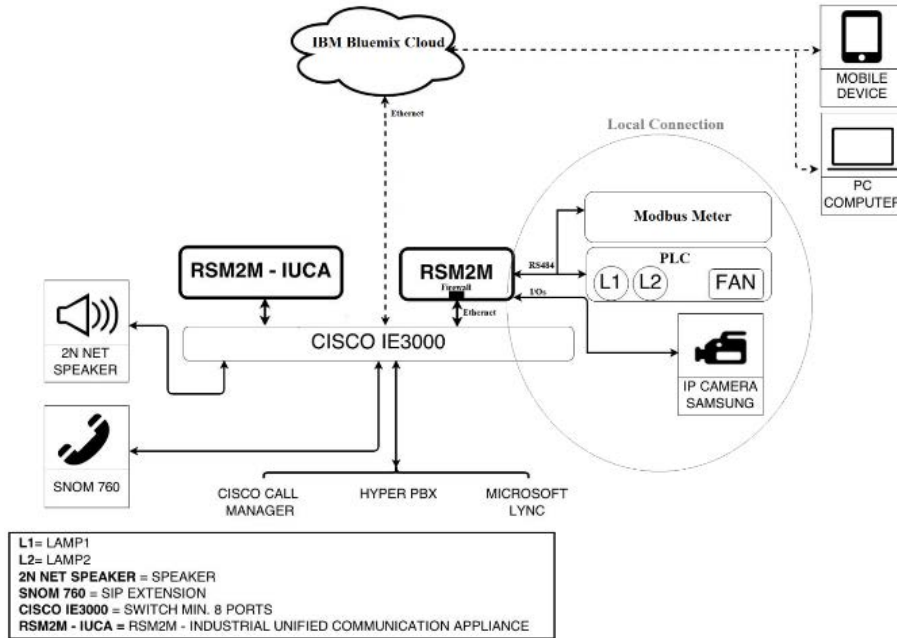 IBM Bluemix Cloud
MOBILE
DEVICE
Ethernet
Local Connection
PC
COMPUTER
Modbus Meter
RSM2M - IUCA
RSM2M
Firewall
RS484
PLC
L1
L2
FAN
I/Os
Ethernet
CISCO IE3000
2N NET
SPEAKER
IP CAMERA
SAMSUNG
SNOM 760
CISCO CALL
MANAGER
HYPER PBX
MICROSOFT
LYNC
L1= LAMP1
L2= LAMP2
2N NET SPEAKER = SPEAKER
SNOM 760 = SIP EXTENSION
CISCO IE3000 = SWITCH MIN. 8 PORTS
RSM2M - IUCA = RSM2M - INDUSTRIAL UNIFIED COMMUNICATION APPLIANCE